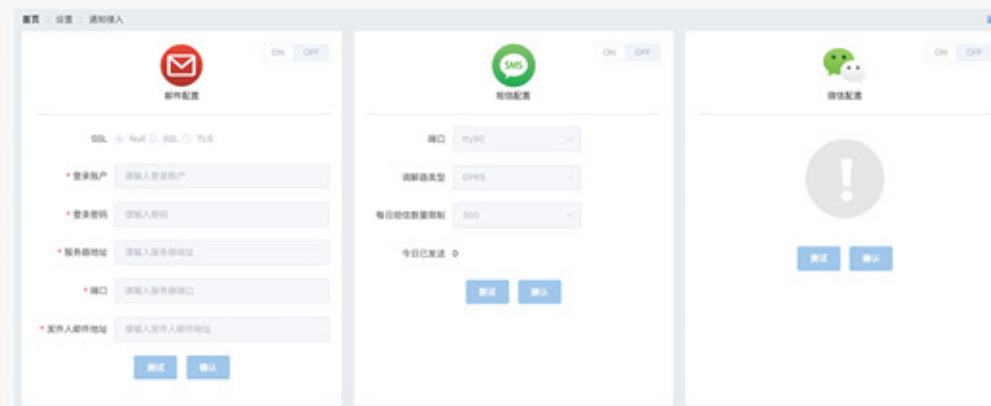 首页 设置 通知接入
ON OFF
邮件配置
SSL Null SSL TLS
* 登录账户 请输入登录账户
* 登录密码 请输入密码
* 服务器地址 请输入服务器地址
* 端口 请输入服务器端口
* 发件人邮件地址 请输入发件人邮件地址
测试 确认
ON OFF
SMS
短信配置
端口 ttyS0
调解器类型 GPRS
每日短信数量限制 300
今日已发送 0
测试 确认
ON OFF
微信配置
!
测试 确认